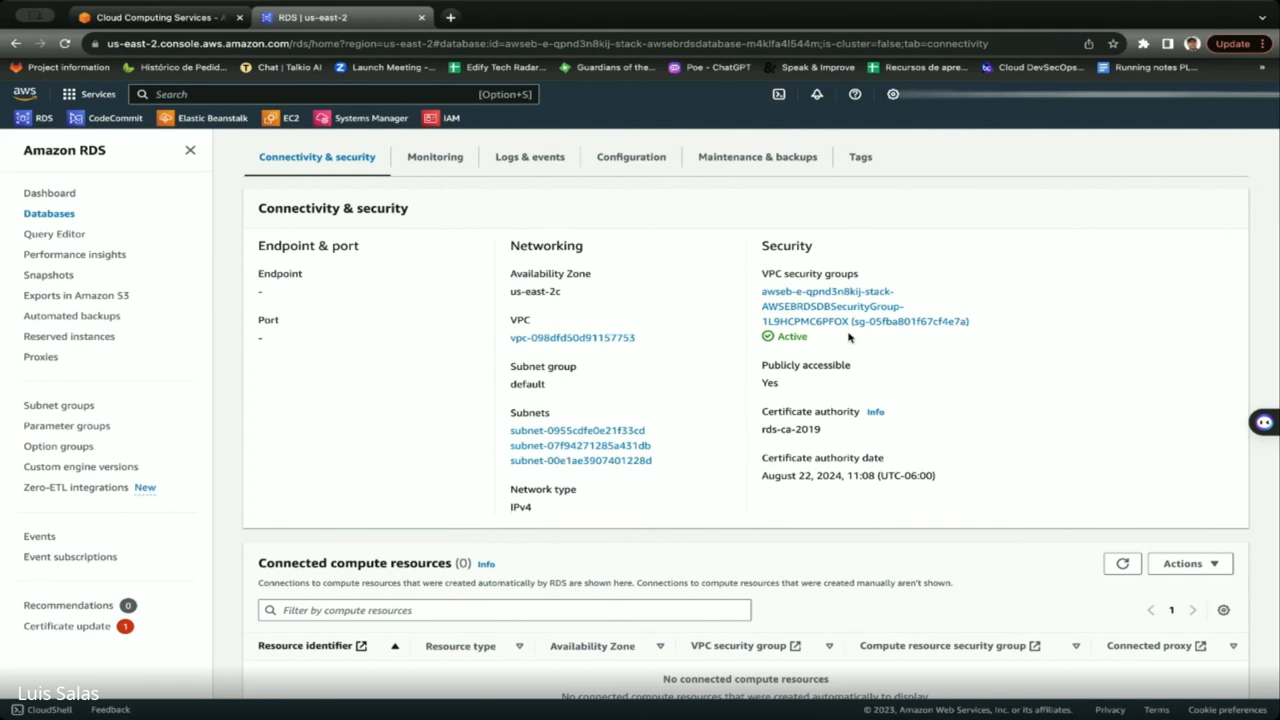 Cloud Computing Services - A
RDS | us-east-2
us-east-2.console.aws.amazon.com/rds/home?region=us-east-2#database:id=awseb-e-qpnd3n8kij-stack-awsebrdsdatabase-m4klfa4l544m;is-cluster=false;tab=connectivity
Update
Project information
Histórico de Pedid...
Chat | Talkio AI
Launch Meeting -...
Edify Tech Radar...
Guardians of the...
Poe - ChatGPT
Speak & Improve
Recursos de apre...
Cloud DevSecOps...
Running notes PL...
»
aws
Services
Search
[Option+S]
RDS
CodeCommit
Elastic Beanstalk
EC2
Systems Manager
IAM
Amazon RDS
Dashboard
Databases
Query Editor
Performance insights
Snapshots
Exports in Amazon S3
Automated backups
Reserved instances
Proxies
Subnet groups
Parameter groups
Option groups
Custom engine versions
Zero-ETL integrations New
Events
Event subscriptions
Recommendations 0
Certificate update 1
Connectivity & security
Monitoring
Logs & events
Configuration
Maintenance & backups
Tags
Connectivity & security
Endpoint & port
Endpoint
-
Port
-
Networking
Availability Zone
us-east-2c
VPC
vpc-098dfd50d91157753
Subnet group
default
Subnets
subnet-0955cdfe0e21f33cd
subnet-07f94271285a431db
subnet-00e1ae3907401228d
Network type
IPv4
Security
VPC security groups
awseb-e-qpnd3n8kij-stack-
AWSEBRDSDBSecurityGroup-
1L9HCPMC6PFOX (sg-05fba801f67cf4e7a)
Active
Publicly accessible
Yes
Certificate authority Info
rds-ca-2019
Certificate authority date
August 22, 2024, 11:08 (UTC-06:00)
Connected compute resources (0) Info
Connections to compute resources that were created automatically by RDS are shown here. Connections to compute resources that were created manually aren't shown.
Actions
Filter by compute resources
1
Resource identifier
Resource type
Availability Zone
VPC security group
Compute resource security group
Connected proxy
No connected compute resources
No connected compute resources that were created automatically to display.
Luis Salas
CloudShell
Feedback
© 2023, Amazon Web Services, Inc. or its affiliates.
Privacy
Terms
Cookie preferences